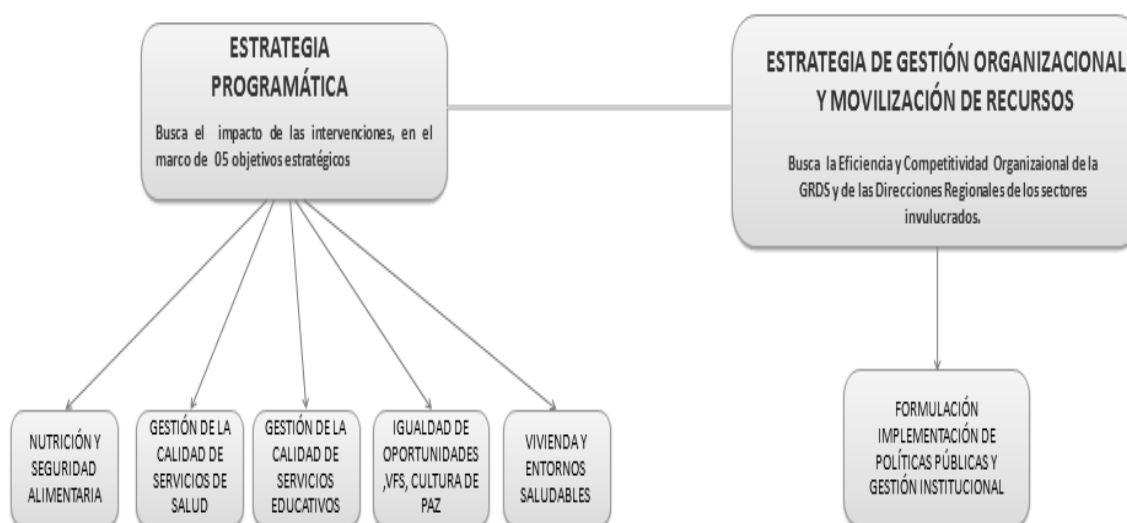 ESTRATEGIA
PROGRAMÁTICA
Busca el impacto de las intervenciones, en el
marco de 05 objetivos estratégicos
ESTRATEGIA DE GESTIÓN ORGANIZACIONAL
Y MOVILIZACIÓN DE RECURSOS
Busca la Eficiencia y Competitividad Organizaional de la
GRDS y de las Direcciones Regionales de los sectores
invulucrados.
NUTRICIÓN Y
SEGURIDAD
ALIMENTARIA
GESTIÓN DE LA
CALIDAD DE
SERVICIOS DE
SALUD
GESTIÓN DE LA
CALIDAD DE
SERVICIOS
EDUCATIVOS
IGUALDAD DE
OPORTUNIDADES
,VFS, CULTURA DE
PAZ
VIVIENDA Y
ENTORNOS
SALUDABLES
FORMULACIÓN
IMPLEMENTACIÓN DE
POLÍTICAS PÚBLICAS Y
GESTIÓN INSTITUCIONAL